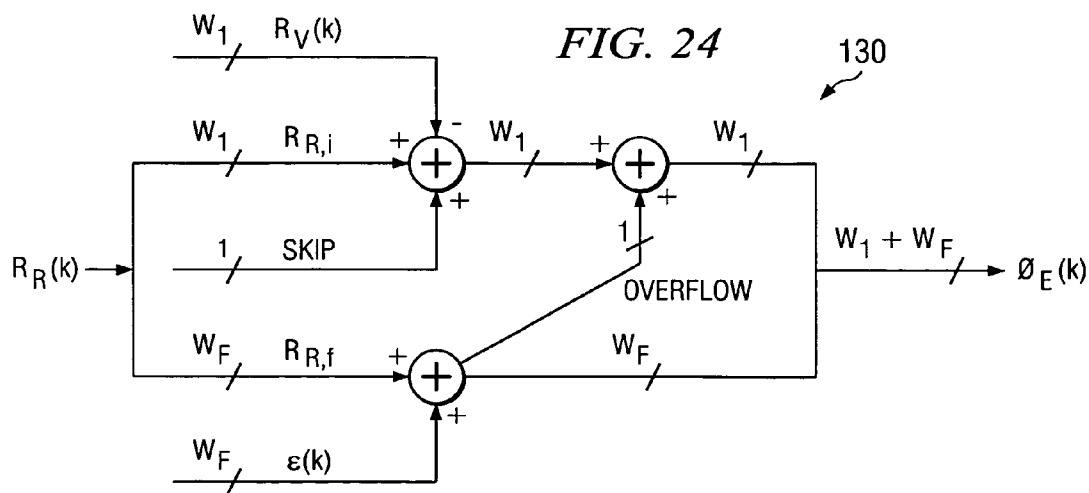 FIG. 24
130
W1 RV(k)
W1 RR,i
- + +
W1
+ +
W1
1 SKIP
1
OVERFLOW
RR(k)
W1 + WF
ØE(k)
WF RR,f
+ +
WF
WF ε(k)